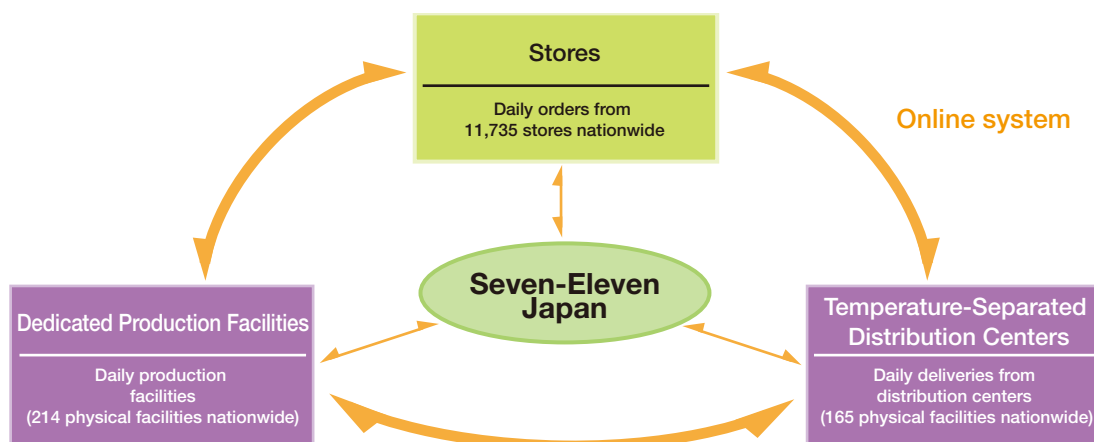 Stores
Daily orders from
11,735 stores nationwide
Online system
Seven-Eleven
Japan
Dedicated Production Facilities
Daily production
facilities
(214 physical facilities nationwide)
Temperature-Separated
Distribution Centers
Daily deliveries from
distribution centers
(165 physical facilities nationwide)